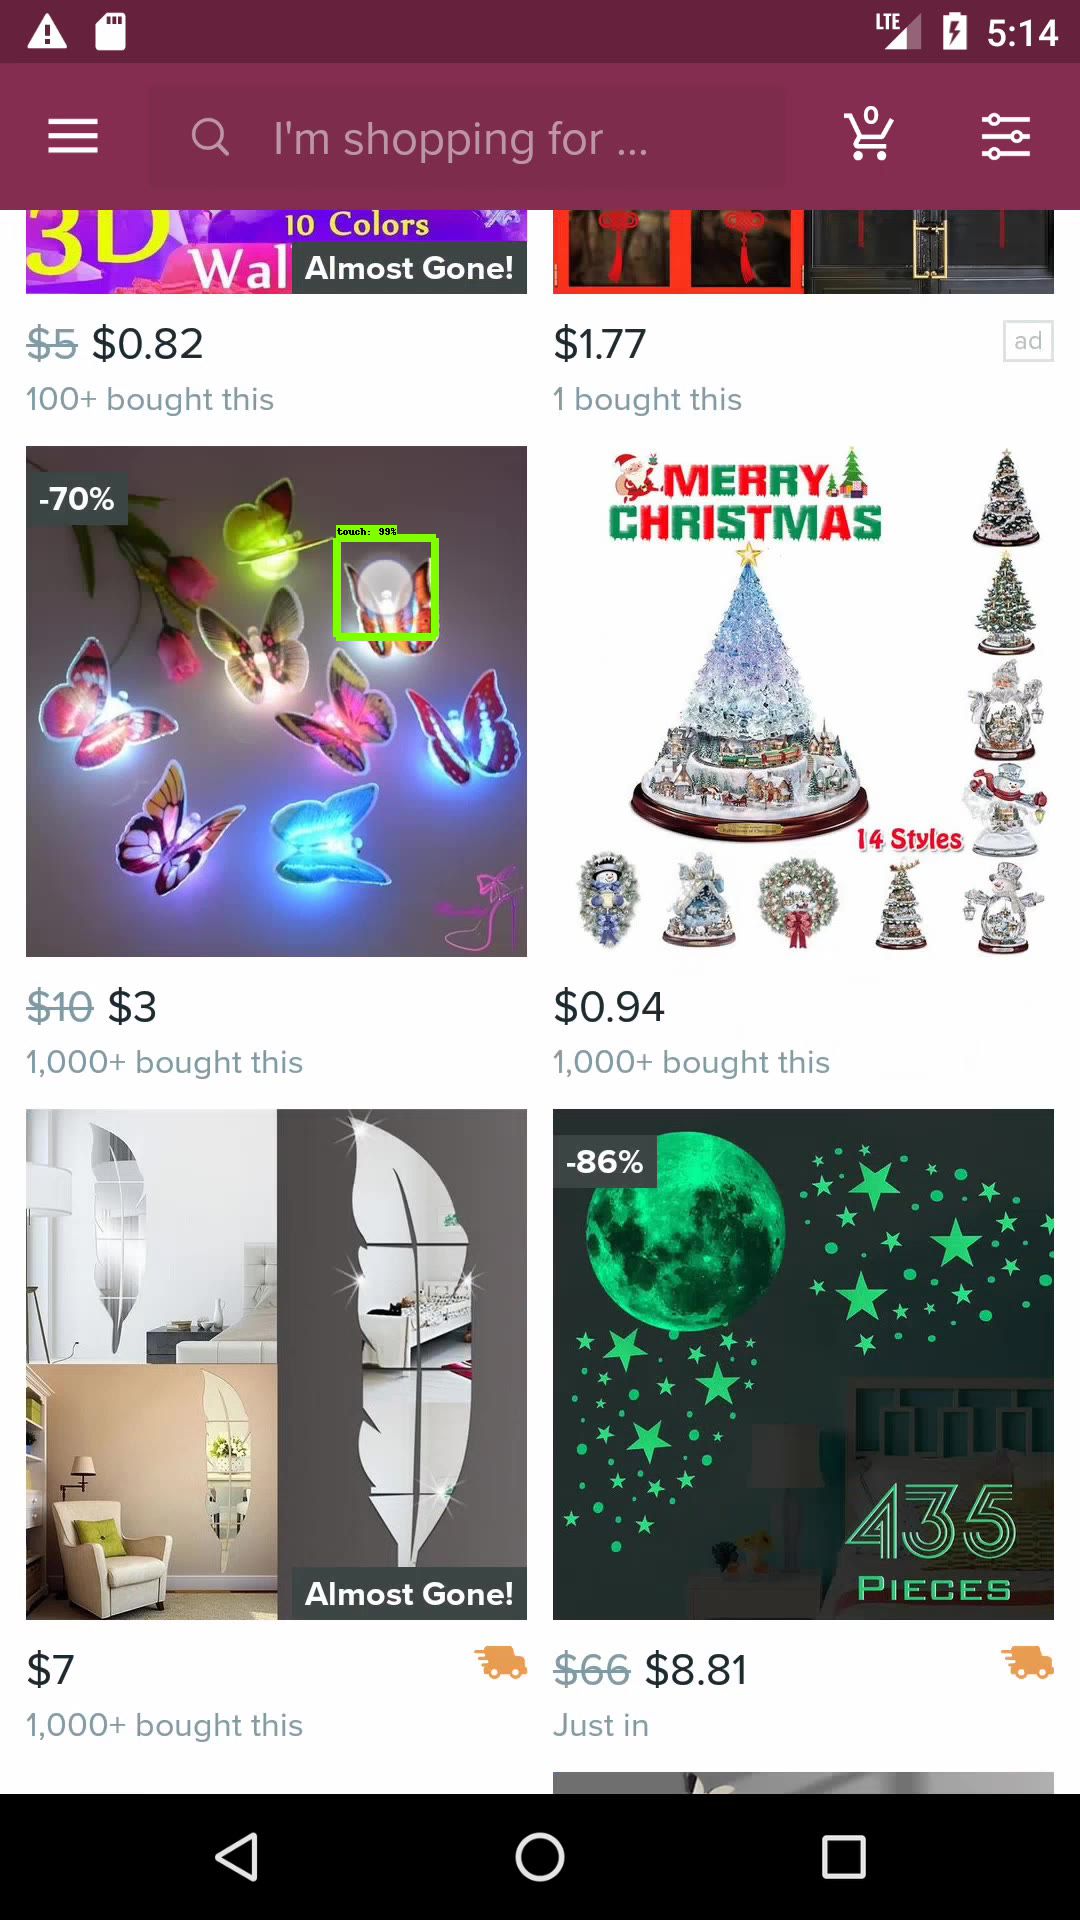 LTE 5:14
I'm shopping for ...
0
3D
10 Colors
Wal
Almost Gone!
$5 $0.82
100+ bought this
$1.77
ad
1 bought this
-70%
touch: 99%
MERRY
CHRISTMAS
14 Styles
$10 $3
1,000+ bought this
$0.94
1,000+ bought this
Almost Gone!
-86%
435
PIECES
$7
1,000+ bought this
$66 $8.81
Just in